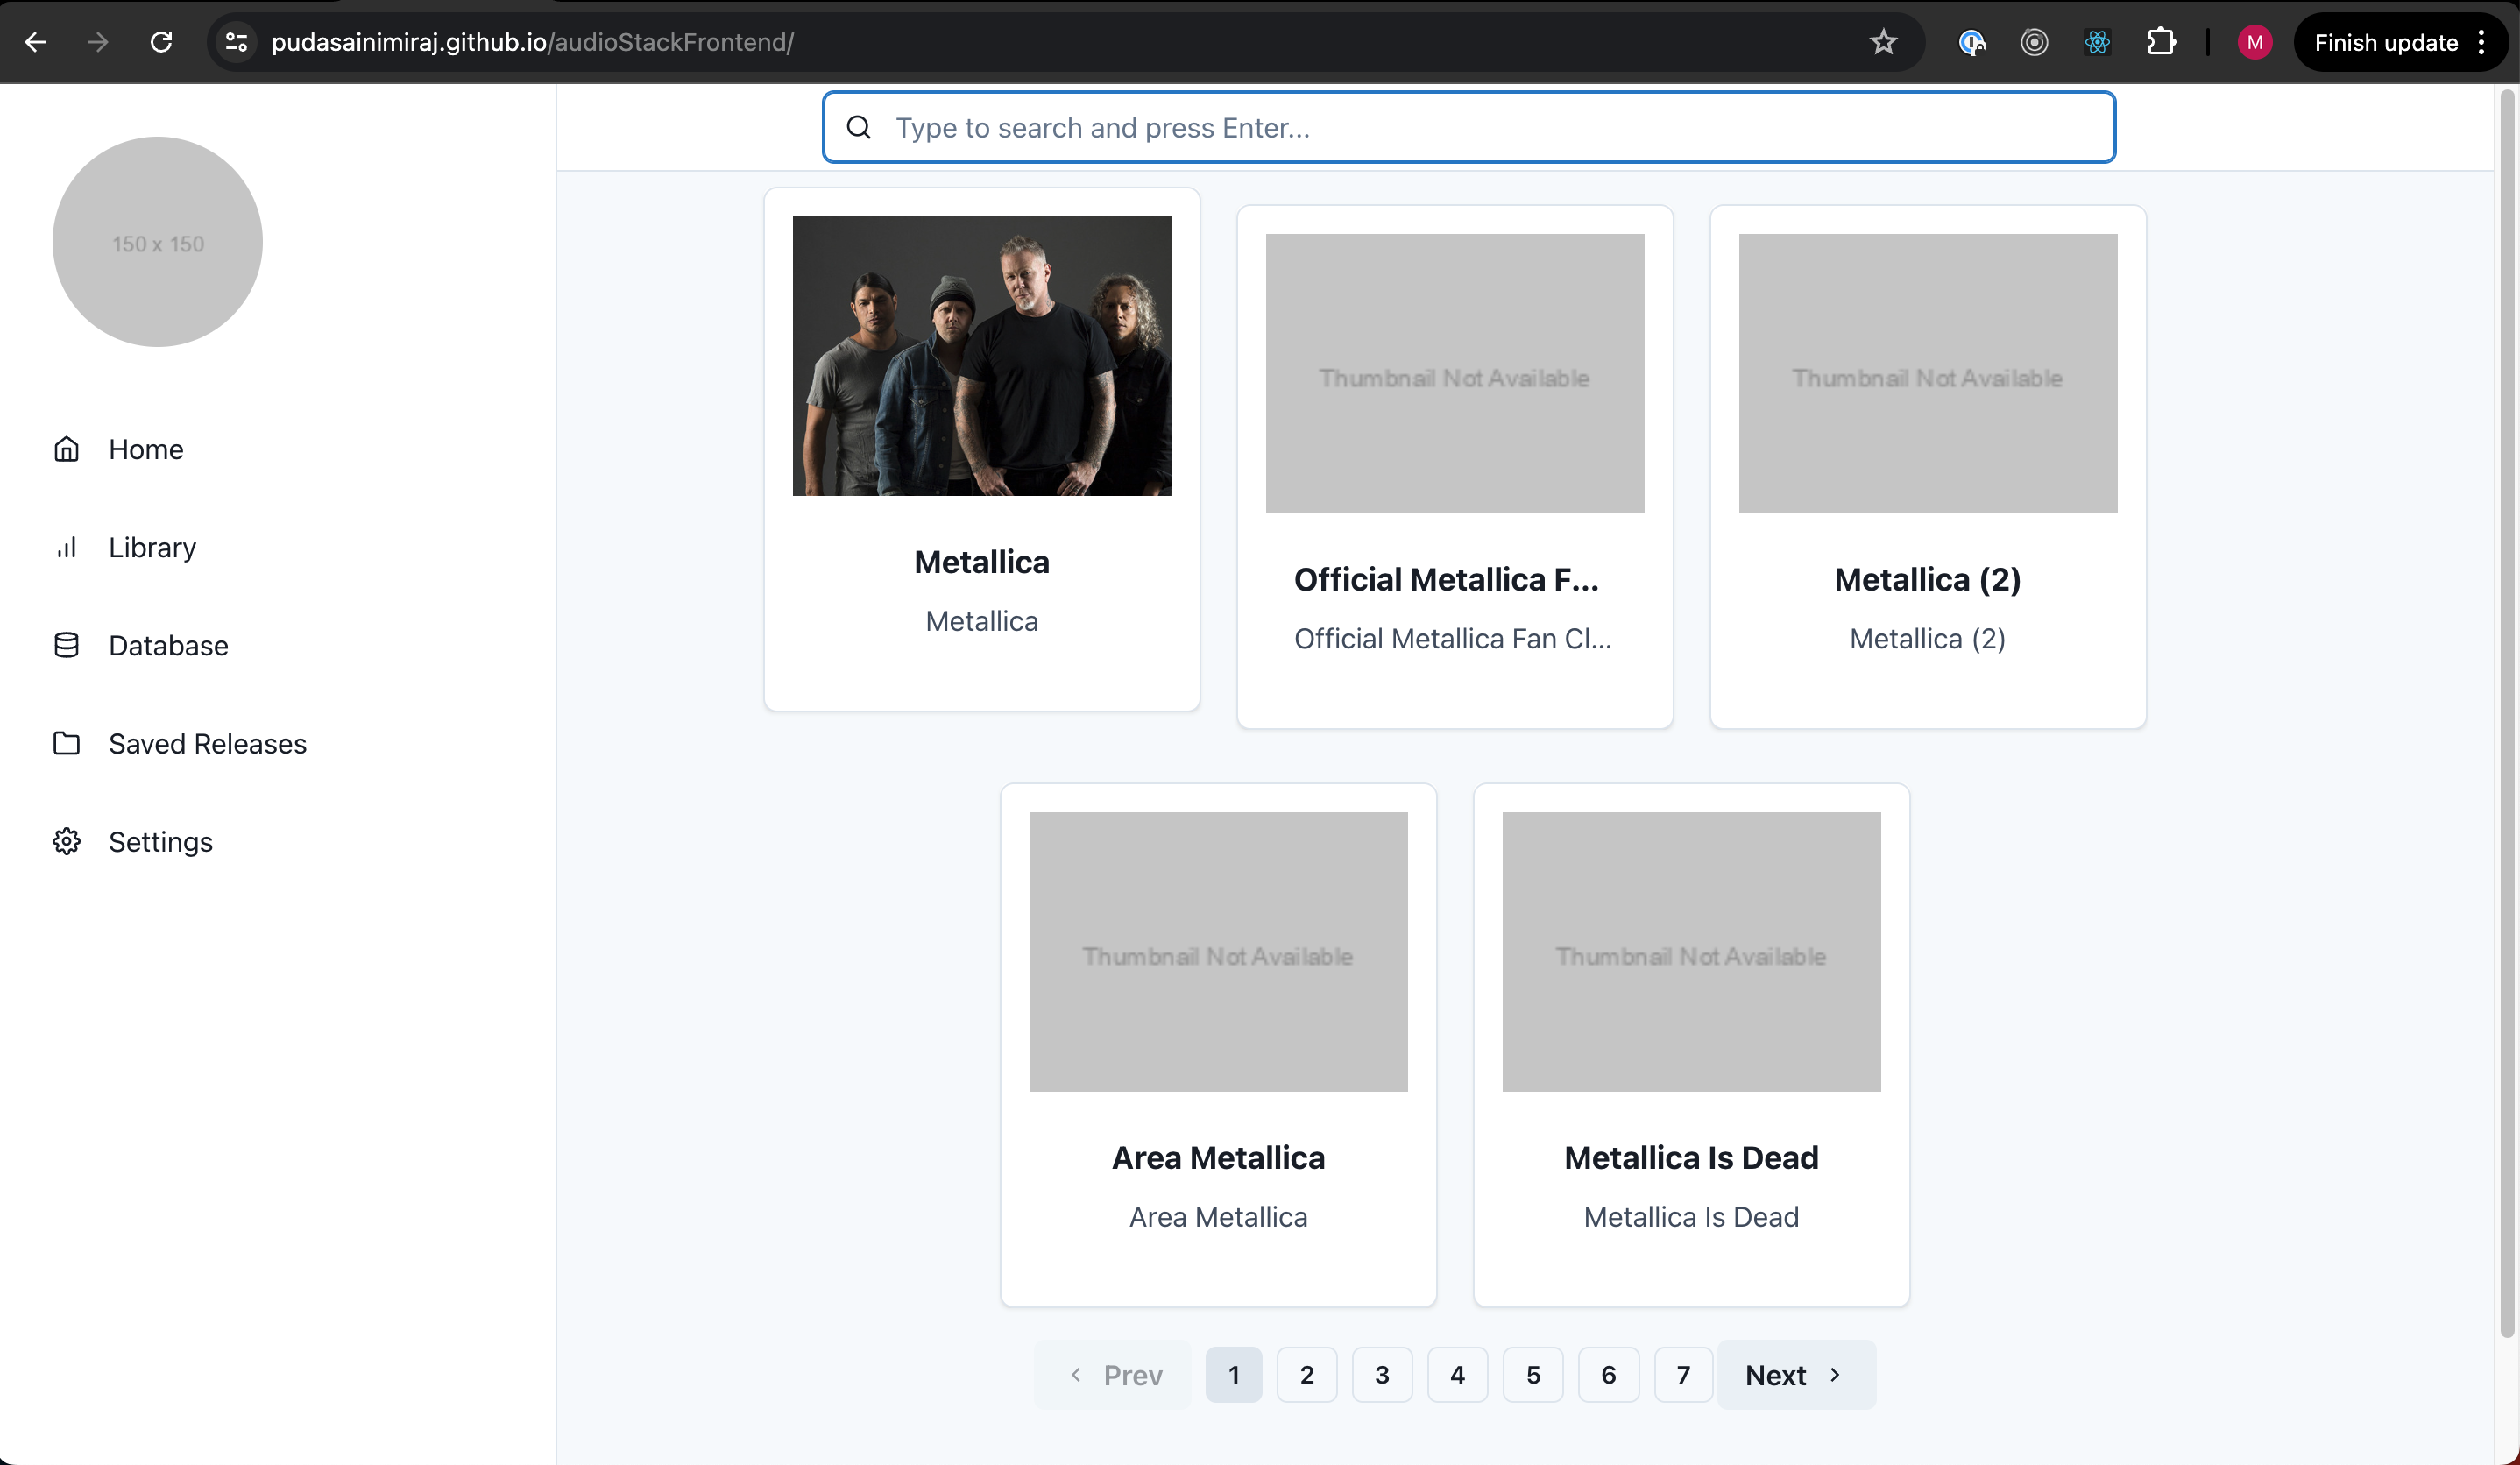 pudasainimiraj.github.io/audioStackFrontend/
M
Finish update
Type to search and press Enter...
150 x 150
Home
Library
Database
Saved Releases
Settings
Metallica
Metallica
Thumbnail Not Available
Official Metallica F...
Official Metallica Fan Cl...
Thumbnail Not Available
Metallica (2)
Metallica (2)
Thumbnail Not Available
Area Metallica
Area Metallica
Thumbnail Not Available
Metallica Is Dead
Metallica Is Dead
Prev 1 2 3 4 5 6 7 Next